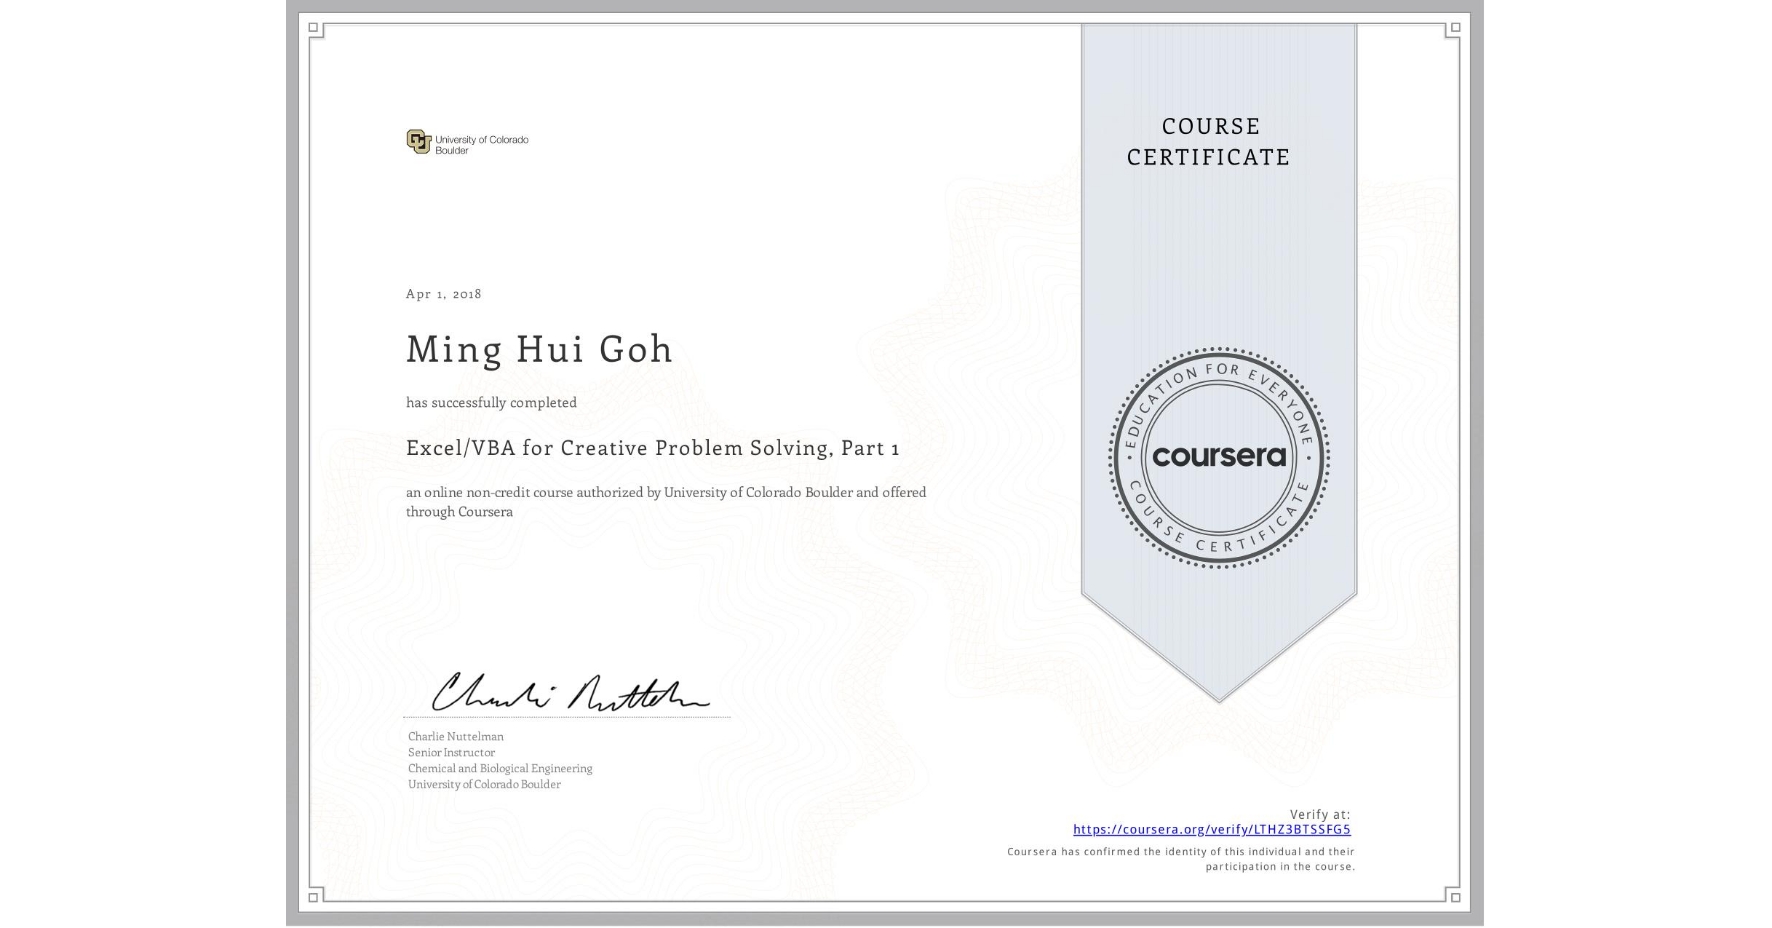 University of Colorado
Boulder
COURSE
CERTIFICATE
Apr 1, 2018
Ming Hui Goh
has successfully completed
Excel/VBA for Creative Problem Solving, Part 1
an online non-credit course authorized by University of Colorado Boulder and offered
through Coursera
EDUCATION FOR EVERYONE
coursera
COURSE CERTIFICATE
Charlie Nuttelman
Charlie Nuttelman
Senior Instructor
Chemical and Biological Engineering
University of Colorado Boulder
Verify at:
https://coursera.org/verify/LTHZ3BTSSFG5
Coursera has confirmed the identity of this individual and their
participation in the course.